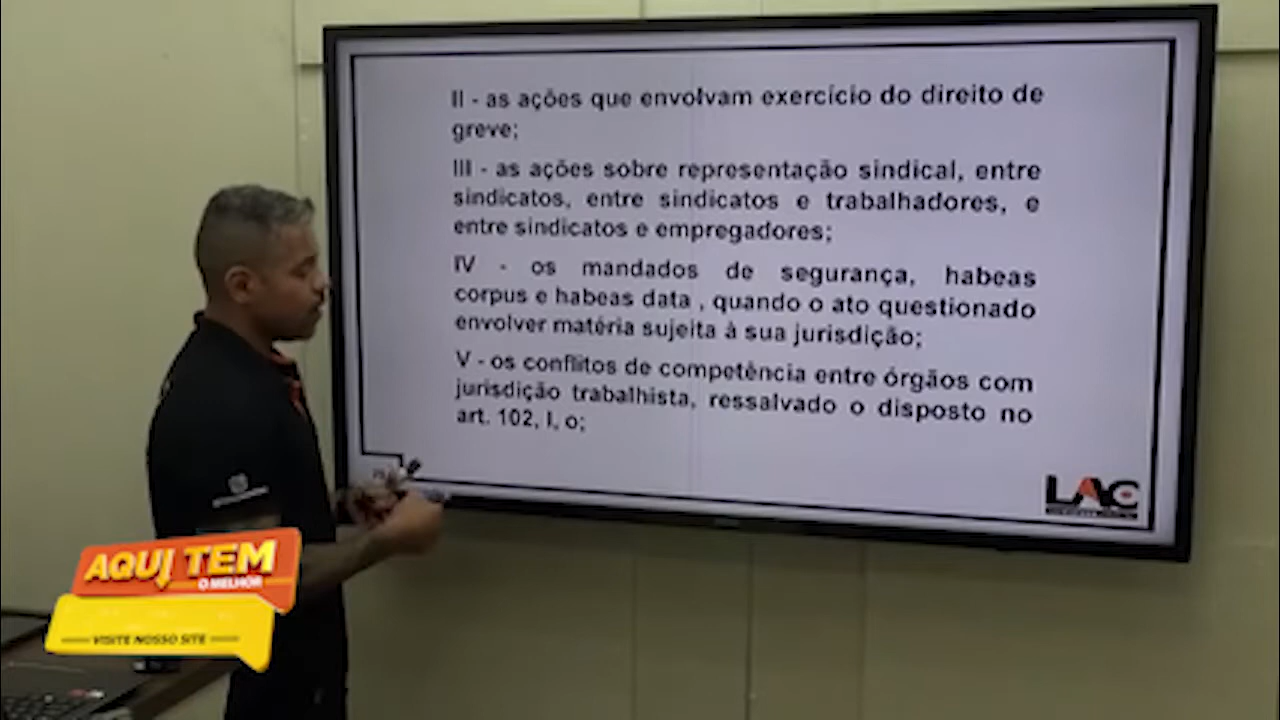 II - as ações que envolvam exercício do direito de
greve;
III - as ações sobre representação sindical, entre
sindicatos, entre sindicatos e trabalhadores, e
entre sindicatos e empregadores;
IV - os mandados de segurança, habeas
corpus e habeas data , quando o ato questionado
envolver matéria sujeita à sua jurisdição;
V - os conflitos de competência entre órgãos com
jurisdição trabalhista, ressalvado o disposto no
art. 102, I, o;
LAC
AQUI TEM
O MELHOR
VISITE NOSSO SITE